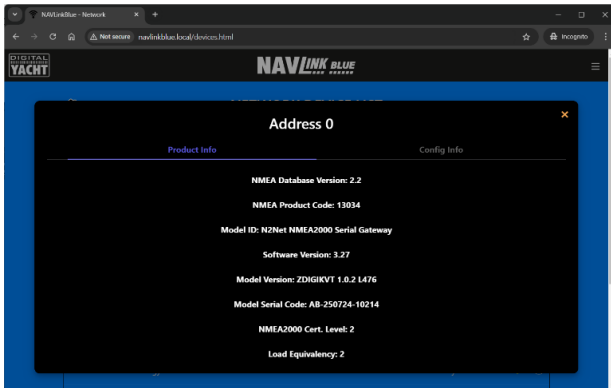 NAVLinkBlue - Network
Not secure navlinkblue.local/devices.html
Incognito
DIGITAL
YACHT
NAVLINK BLUE
Address 0
Product Info
Config Info
NMEA Database Version: 2.2
NMEA Product Code: 13034
Model ID: N2Net NMEA2000 Serial Gateway
Software Version: 3.27
Model Version: ZDIGIKVT 1.0.2 L476
Model Serial Code: AB-250724-10214
NMEA2000 Cert. Level: 2
Load Equivalency: 2